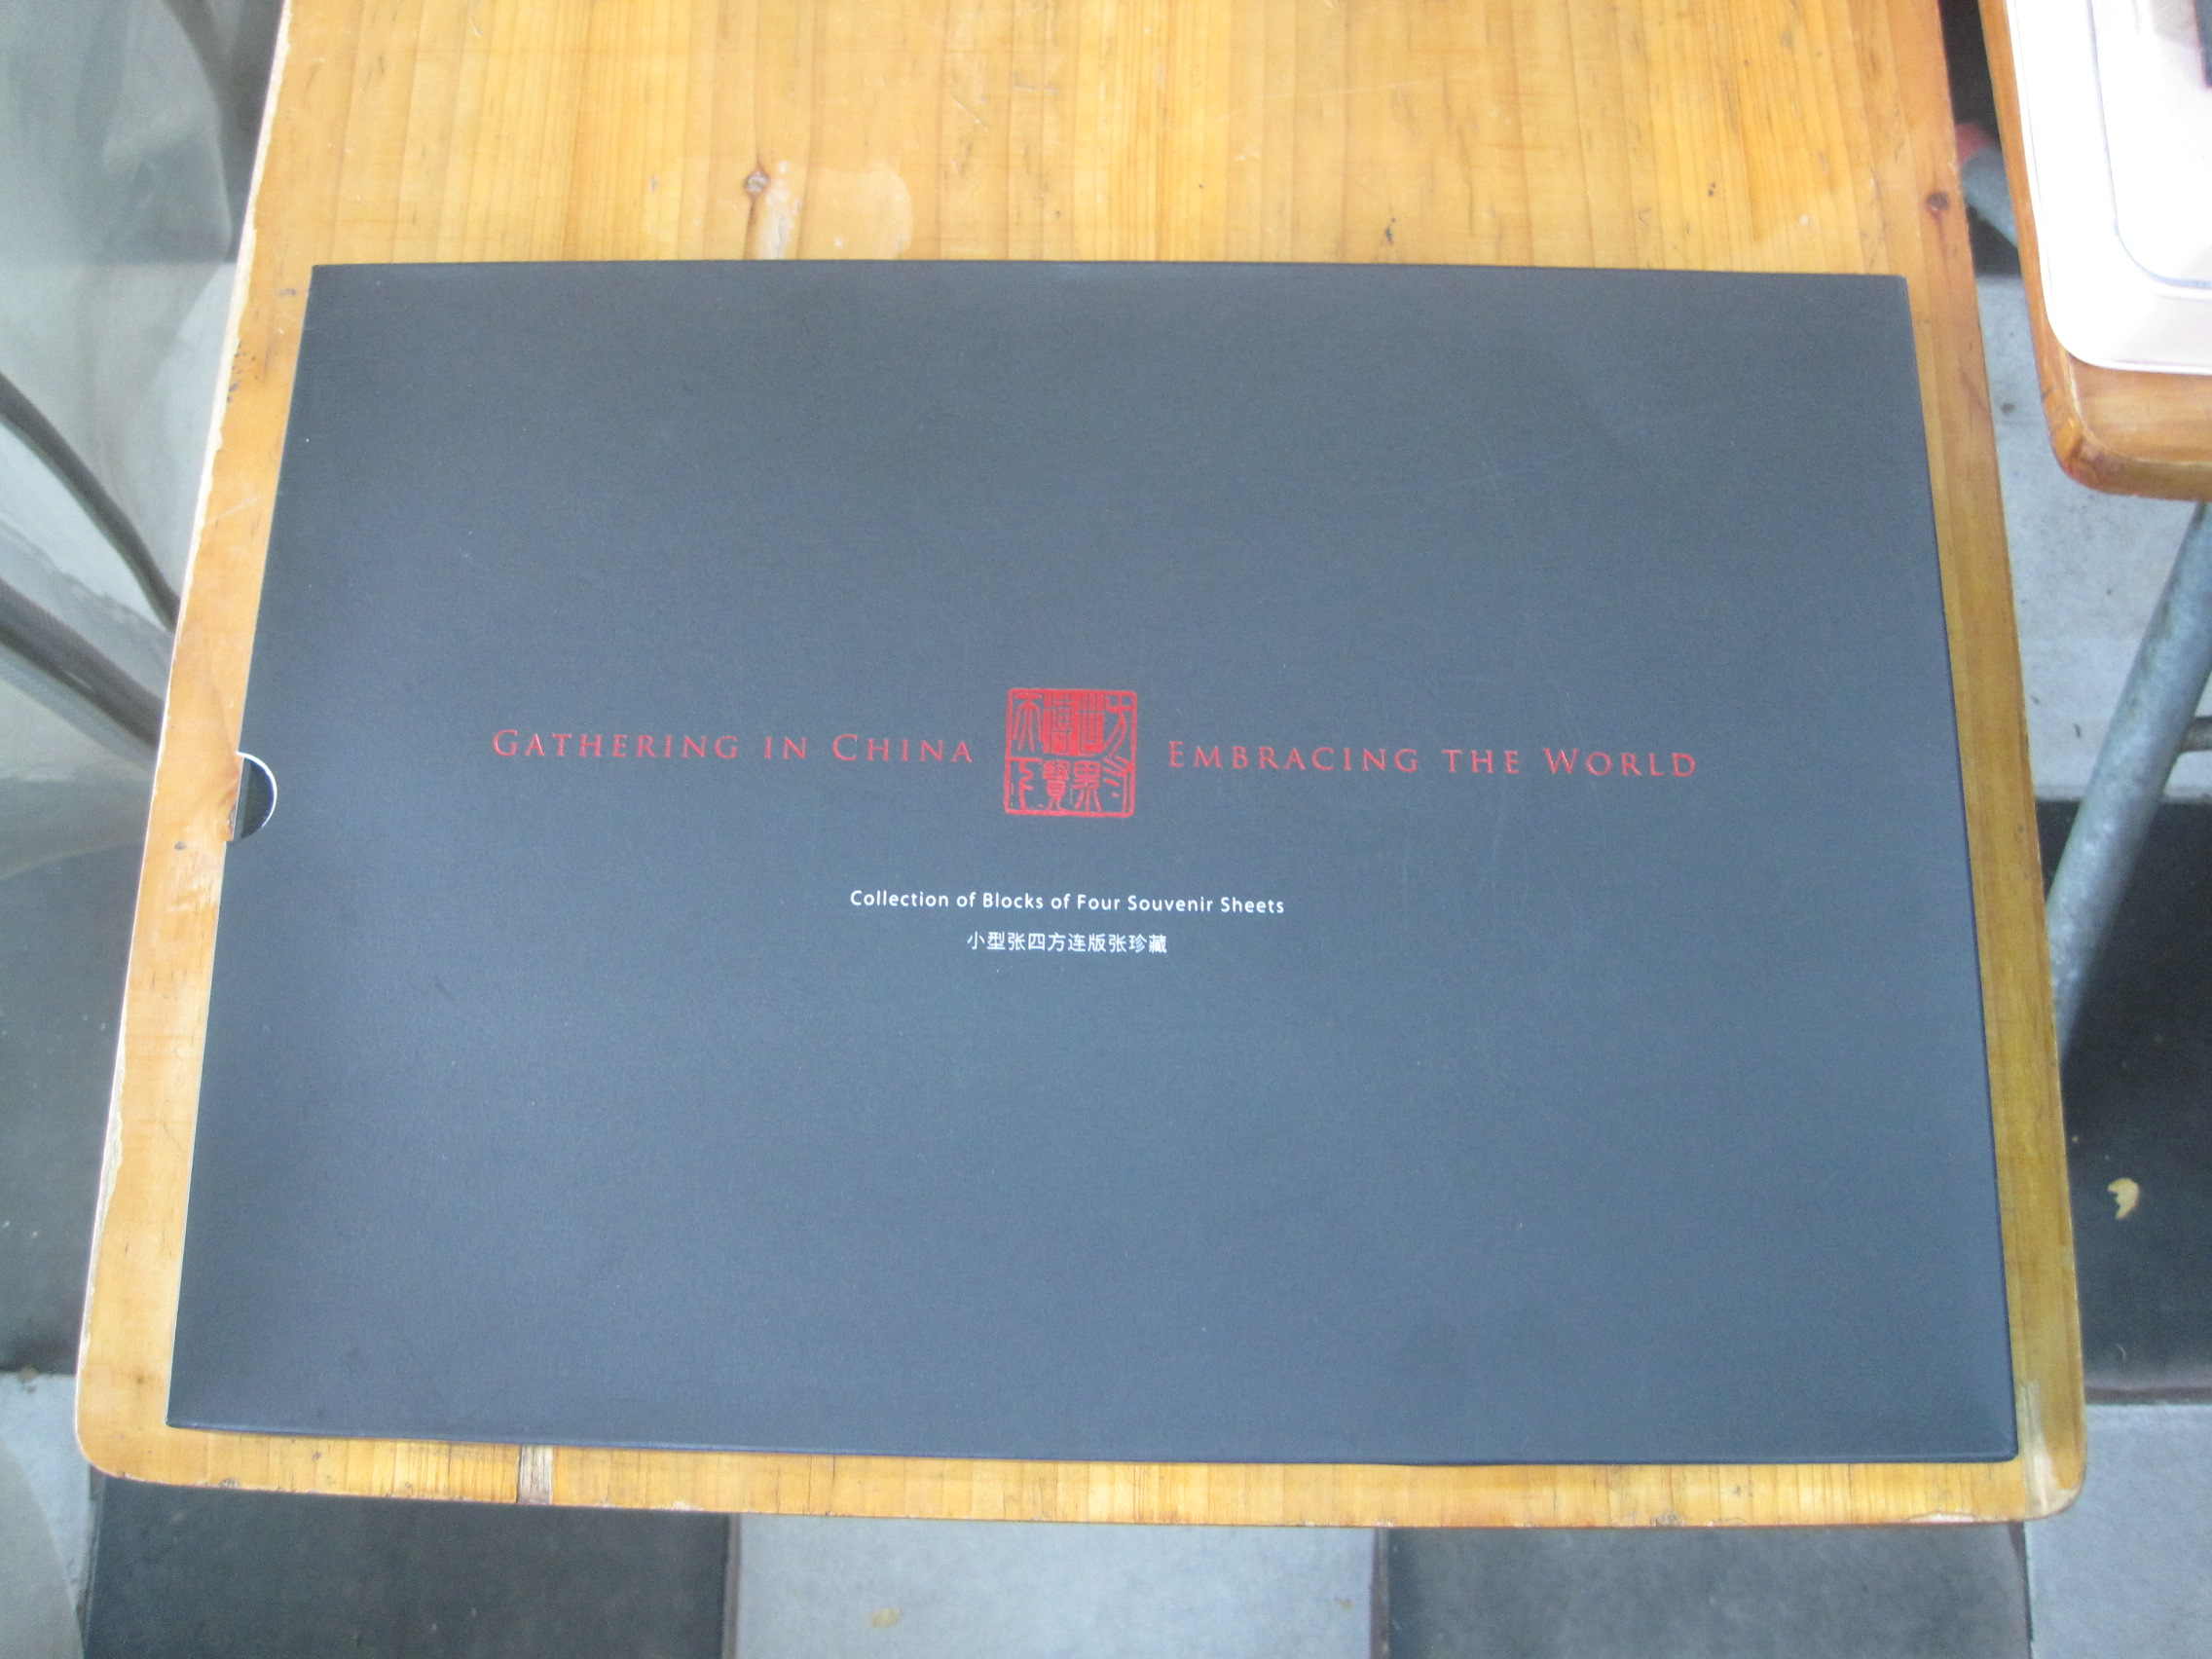 GATHERING IN CHINA EMBRACING THE WORLD
Collection of Blocks of Four Souvenir Sheets
小型张四方连版张珍藏